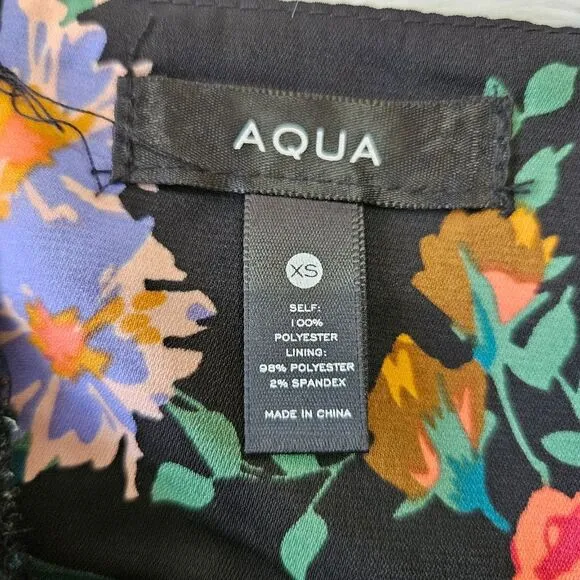 AQUA
XS
SELF:
100%
POLYESTER
LINING:
98% POLYESTER
2% SPANDEX
MADE IN CHINA